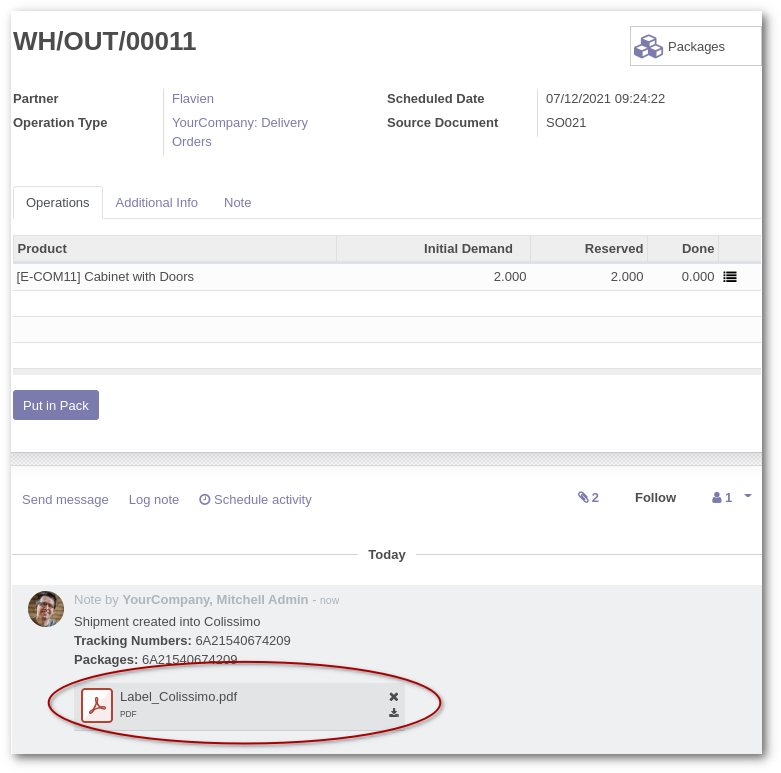 WH/OUT/00011
Packages
Partner Flavien Scheduled Date 07/12/2021 09:24:22
Operation Type YourCompany: Delivery Orders Source Document SO021
Operations Additional Info Note
Product Initial Demand Reserved Done
[E-COM11] Cabinet with Doors 2.000 2.000 0.000
Put in Pack
Send message Log note Schedule activity 2 Follow 1
Today
Note by YourCompany, Mitchell Admin - now
Shipment created into Colissimo
Tracking Numbers: 6A21540674209
Packages: 6A21540674209
Label_Colissimo.pdf
PDF